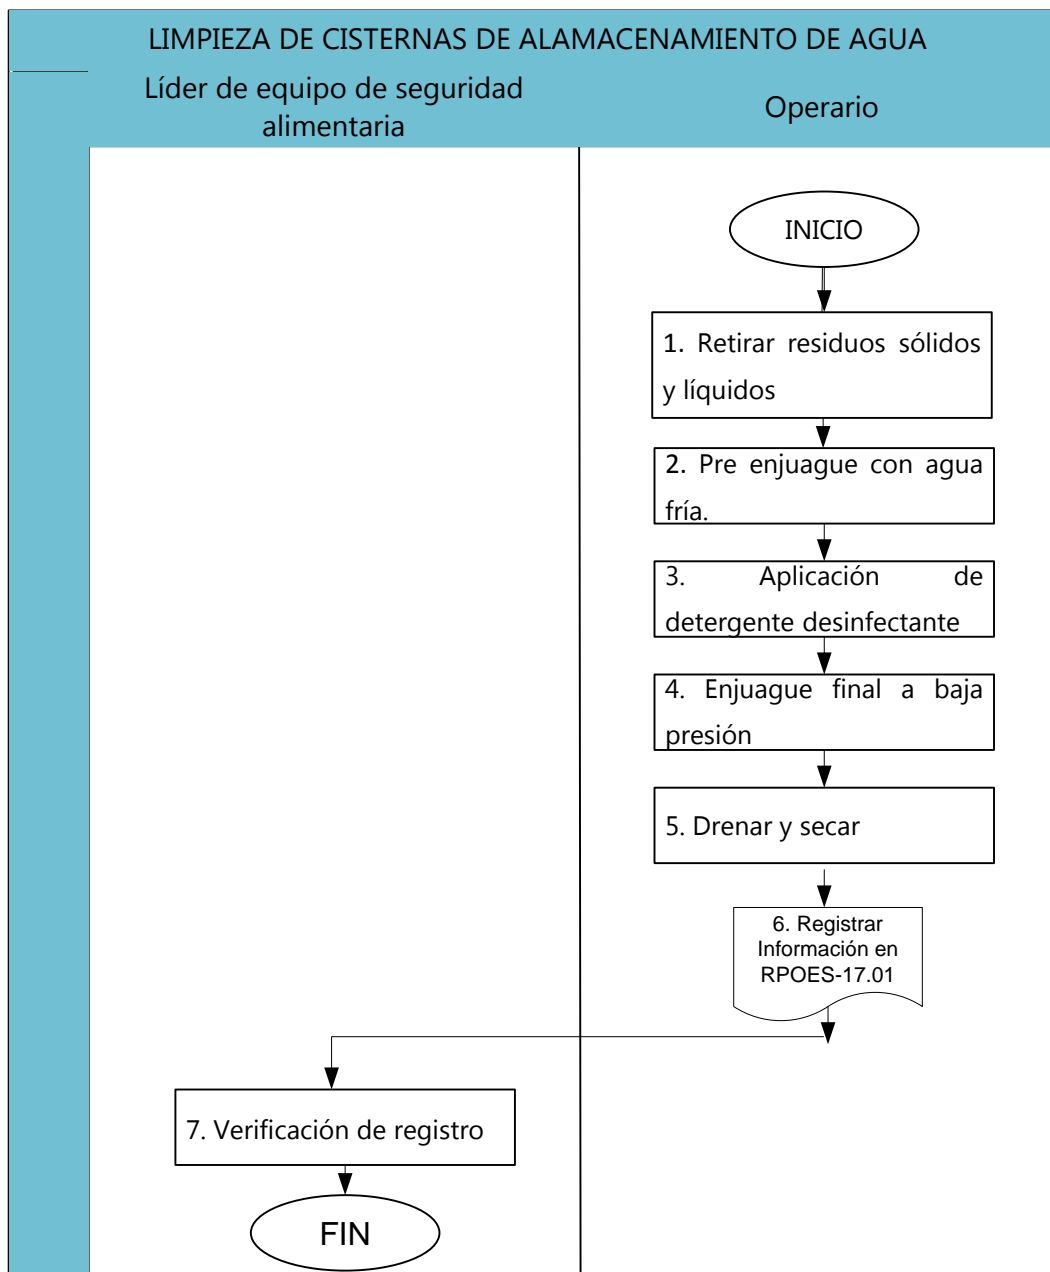 LIMPIEZA DE CISTERNAS DE ALAMACENAMIENTO DE AGUA
Líder de equipo de seguridad
alimentaria
Operario
INICIO
1. Retirar residuos sólidos
y líquidos
2. Pre enjuague con agua
fría.
3. Aplicación de
detergente desinfectante
4. Enjuague final a baja
presión
5. Drenar y secar
6. Registrar
Información en
RPOES-17.01
7. Verificación de registro
FIN